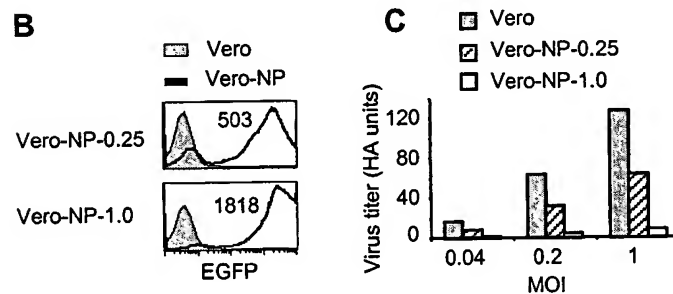 B
Vero
Vero-NP
Vero-NP-0.25
503
Vero-NP-1.0
1818
EGFP
C
Vero
Vero-NP-0.25
Vero-NP-1.0
Virus titer (HA units)
120
80
40
0
0.04
0.2
1
MOI